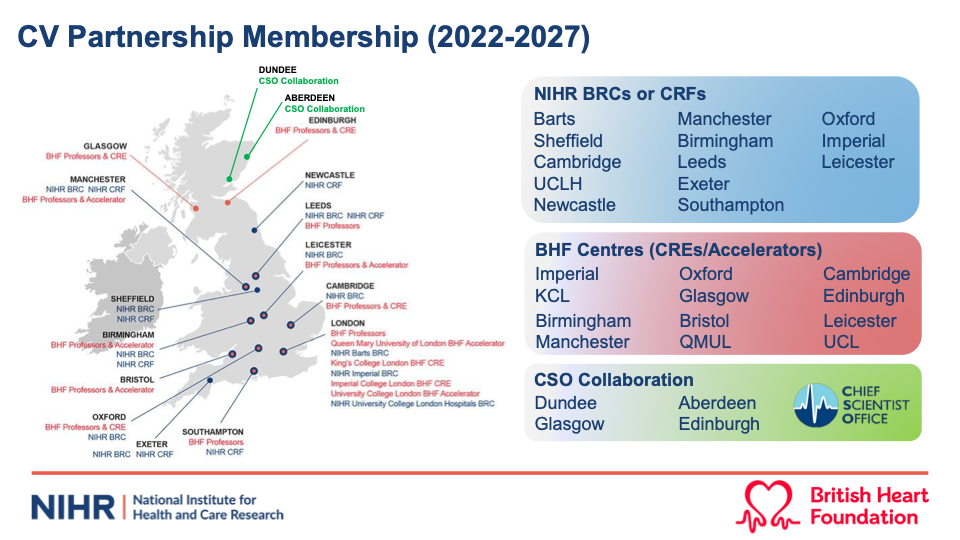 CV Partnership Membership (2022-2027)
DUNDEE
CSO Collaboration
ABERDEEN
CSO Collaboration
EDINBURGH
BHF Professors & CRE
GLASGOW
BHF Professors & CRE
MANCHESTER
NIHR BRC NIHR CRF
BHF Professors & Accelerator
NEWCASTLE
NIHR CRF
LEEDS
NIHR BRC NIHR CRF
BHF Professors
LEICESTER
NIHR BRC
BHF Professors & Accelerator
CAMBRIDGE
NIHR BRC
BHF Professors & CRE
SHEFFIELD
NIHR BRC
NIHR CRF
BIRMINGHAM
BHF Professors & Accelerator
NIHR BRC
NIHR CRF
LONDON
BHF Professors
Queen Mary University of London BHF Accelerator
NIHR Barts BRC
King's College London BHF CRE
NIHR Imperial BRC
Imperial College London BHF CRE
University College London BHF Accelerator
NIHR University College London Hospitals BRC
BRISTOL
BHF Professors & Accelerator
OXFORD
BHF Professors & CRE
NIHR BRC
EXETER
NIHR BRC NIHR CRF
SOUTHAMPTON
BHF Professors
NIHR CRF
NIHR BRCs or CRFs
Barts Manchester Oxford
Sheffield Birmingham Imperial
Cambridge Leeds Leicester
UCLH Exeter
Newcastle Southampton
BHF Centres (CREs/Accelerators)
Imperial Oxford Cambridge
KCL Glasgow Edinburgh
Birmingham Bristol Leicester
Manchester QMUL UCL
CSO Collaboration
Dundee Aberdeen
Glasgow Edinburgh
CHIEF
SCIENTIST
OFFICE
NIHR | National Institute for
Health and Care Research
British Heart
Foundation